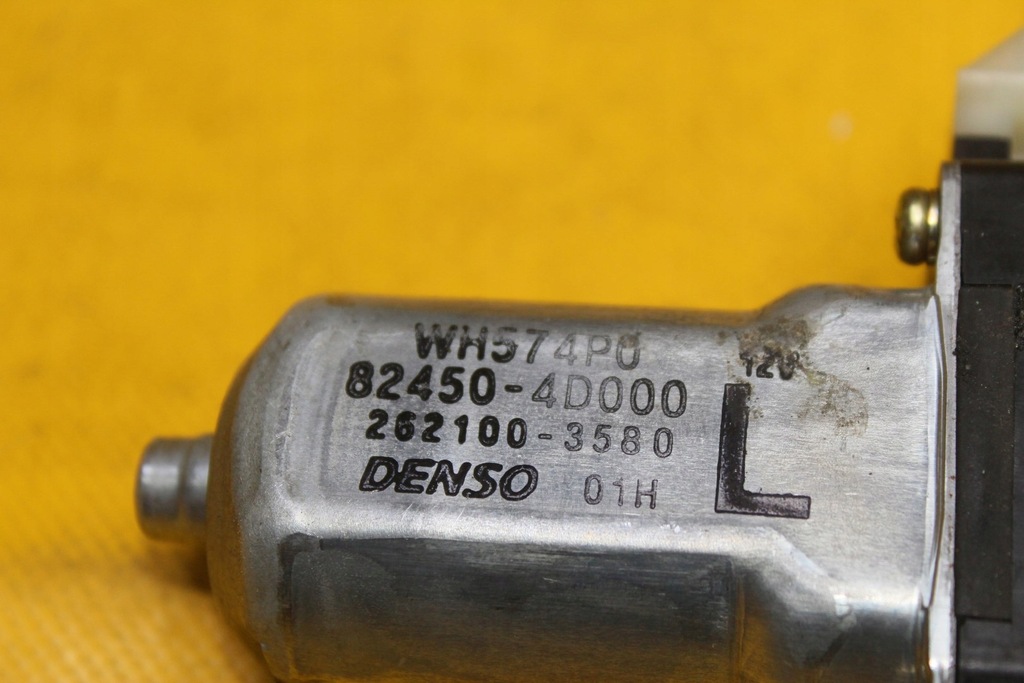 WH574P0
12V
82450-4D000
262100-3580
DENSO 01H
L